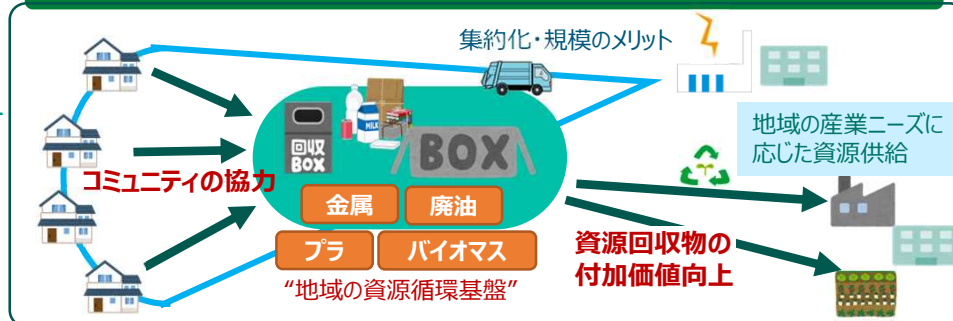 集約化・規模のメリット
MILK
回収
BOX
BOX
地域の産業ニーズに
応じた資源供給
コミュニティの協力
金属
廃油
プラ
バイオマス
“地域の資源循環基盤”
資源回収物の
付加価値向上